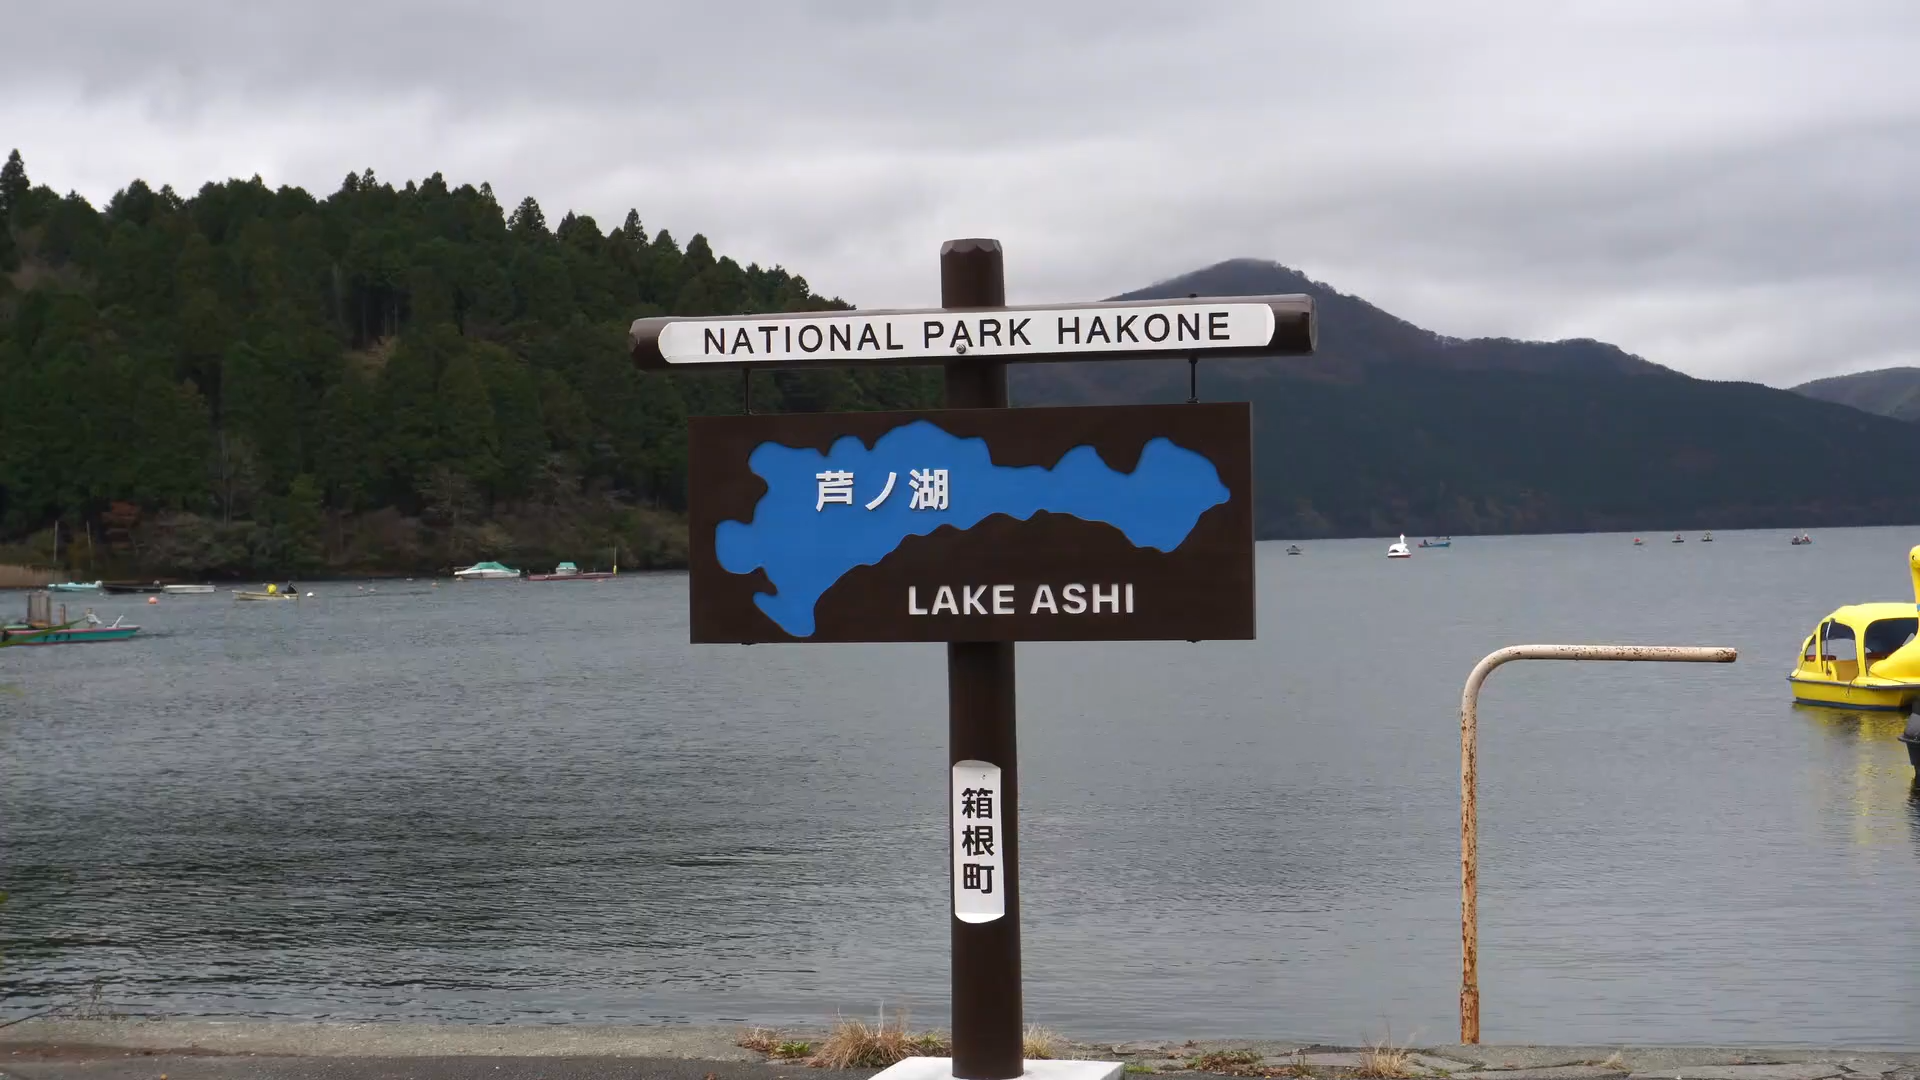 NATIONAL PARK HAKONE
芦ノ湖
LAKE ASHI
箱根町